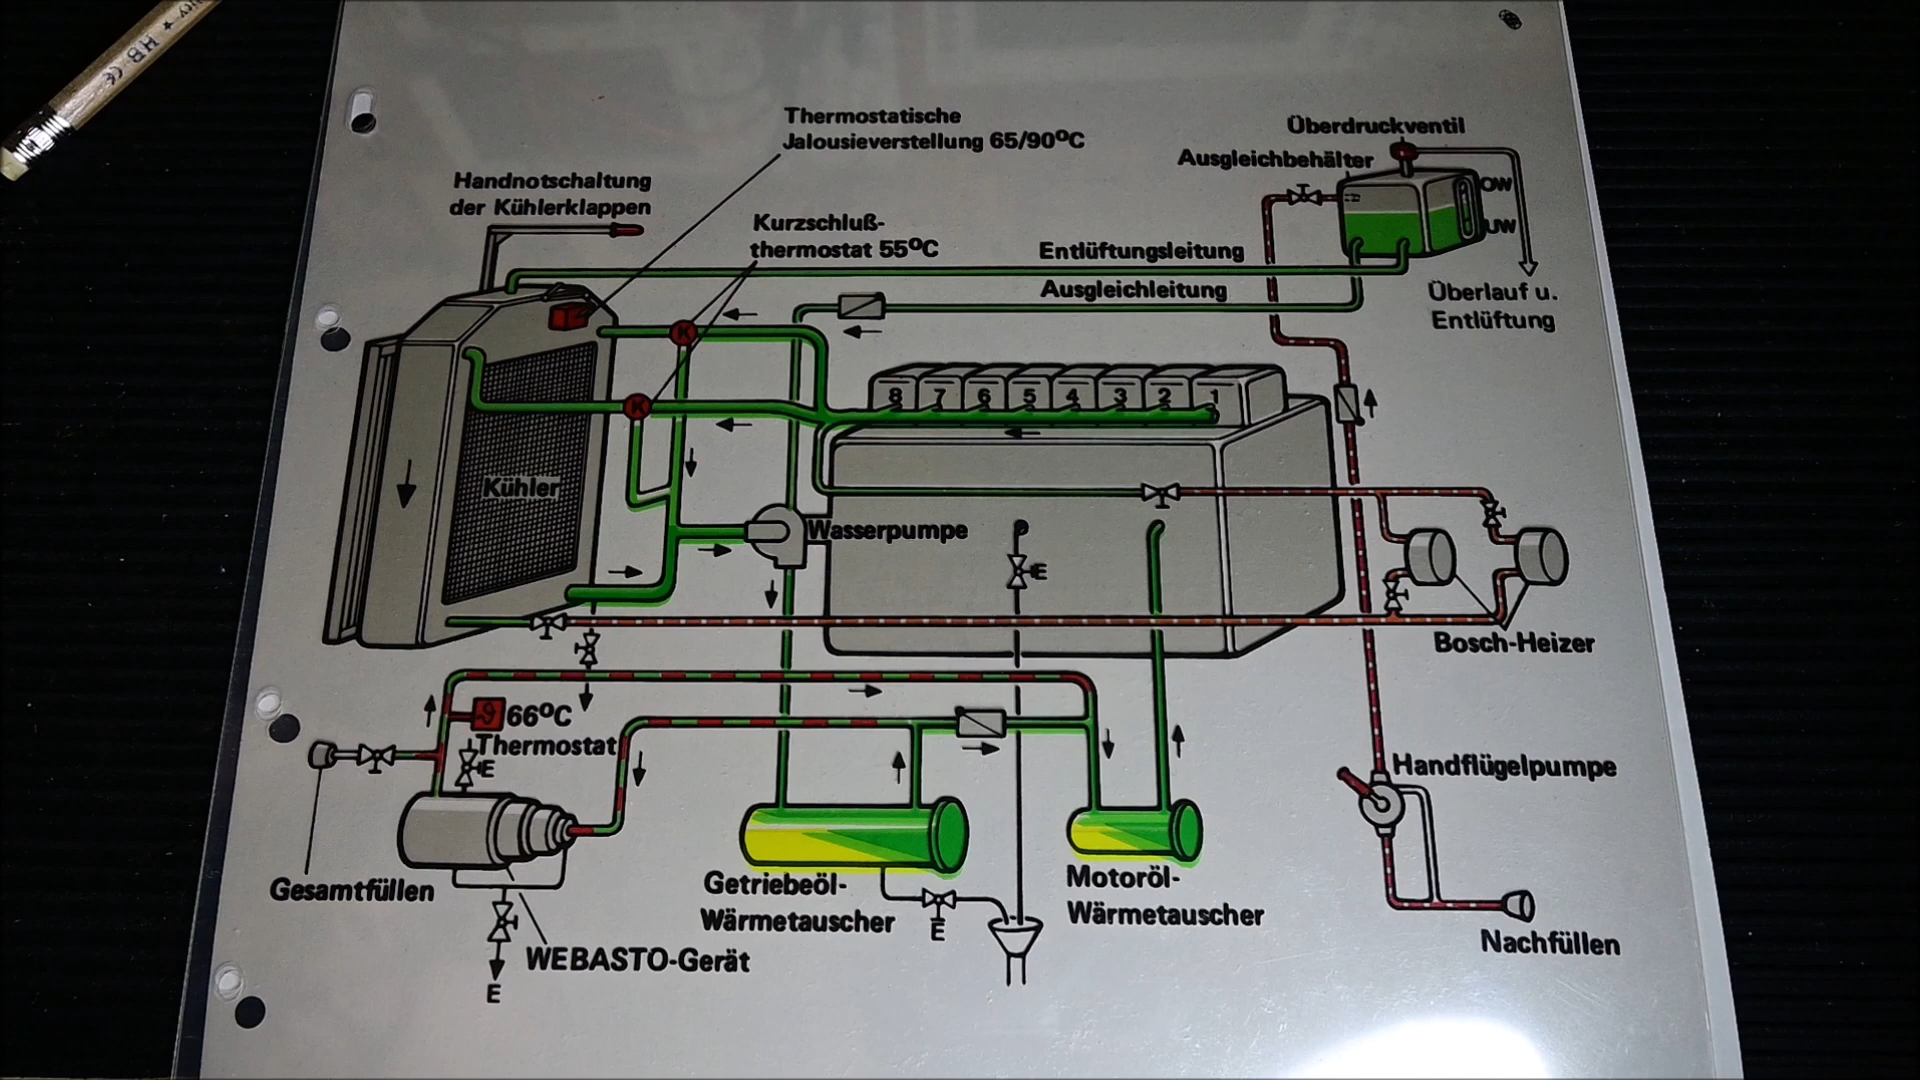 HB
Thermostatische
Jalousieverstellung 65/90°C
Überdruckventil
Ausgleichbehälter
Handnotschaltung
der Kühlerklappen
OW
UW
Kurzschluß-
thermostat 55°C
Entlüftungsleitung
Ausgleichleitung
Überlauf u.
Entlüftung
K
K
8 7 6 5 4 3 2 1
Kühler
Wasserpumpe
E
Bosch-Heizer
66°C
Thermostat
E
Handflügelpumpe
Gesamtfüllen
Getriebeöl-
Wärmetauscher
E
Motoröl-
Wärmetauscher
Nachfüllen
WEBASTO-Gerät
E